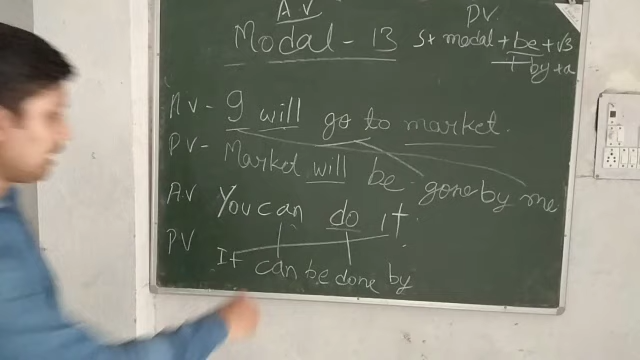 A.V
P.V.
Modal - 13
S+ modal + be + v3
+ by + a
A V - I will go to market.
P V - Market will be gone by me
A.V You can do it.
PV It can be done by